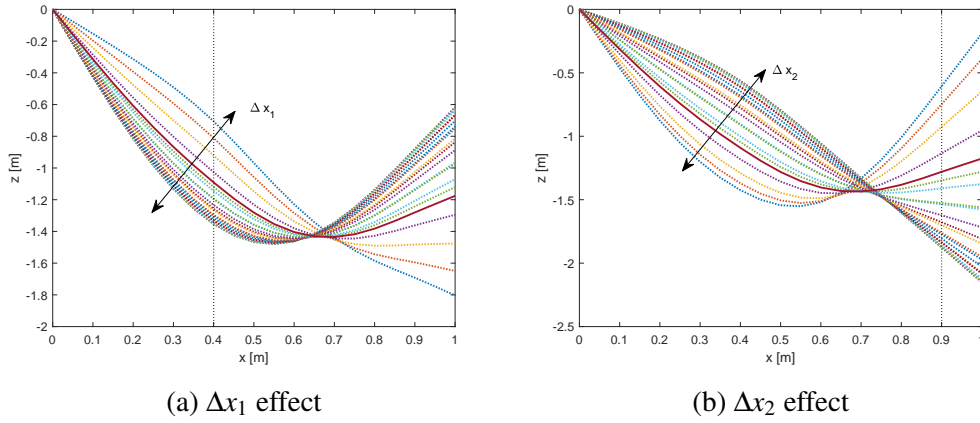 0
-0.2
-0.4
-0.6
-0.8
-1
-1.2
-1.4
-1.6
-1.8
-2
z [m]
0 0.1 0.2 0.3 0.4 0.5 0.6 0.7 0.8 0.9 1
x [m]
Δ x1
(a) Δx1 effect
0
-0.5
-1
-1.5
-2
-2.5
z [m]
0 0.1 0.2 0.3 0.4 0.5 0.6 0.7 0.8 0.9 1
x [m]
Δ x2
(b) Δx2 effect